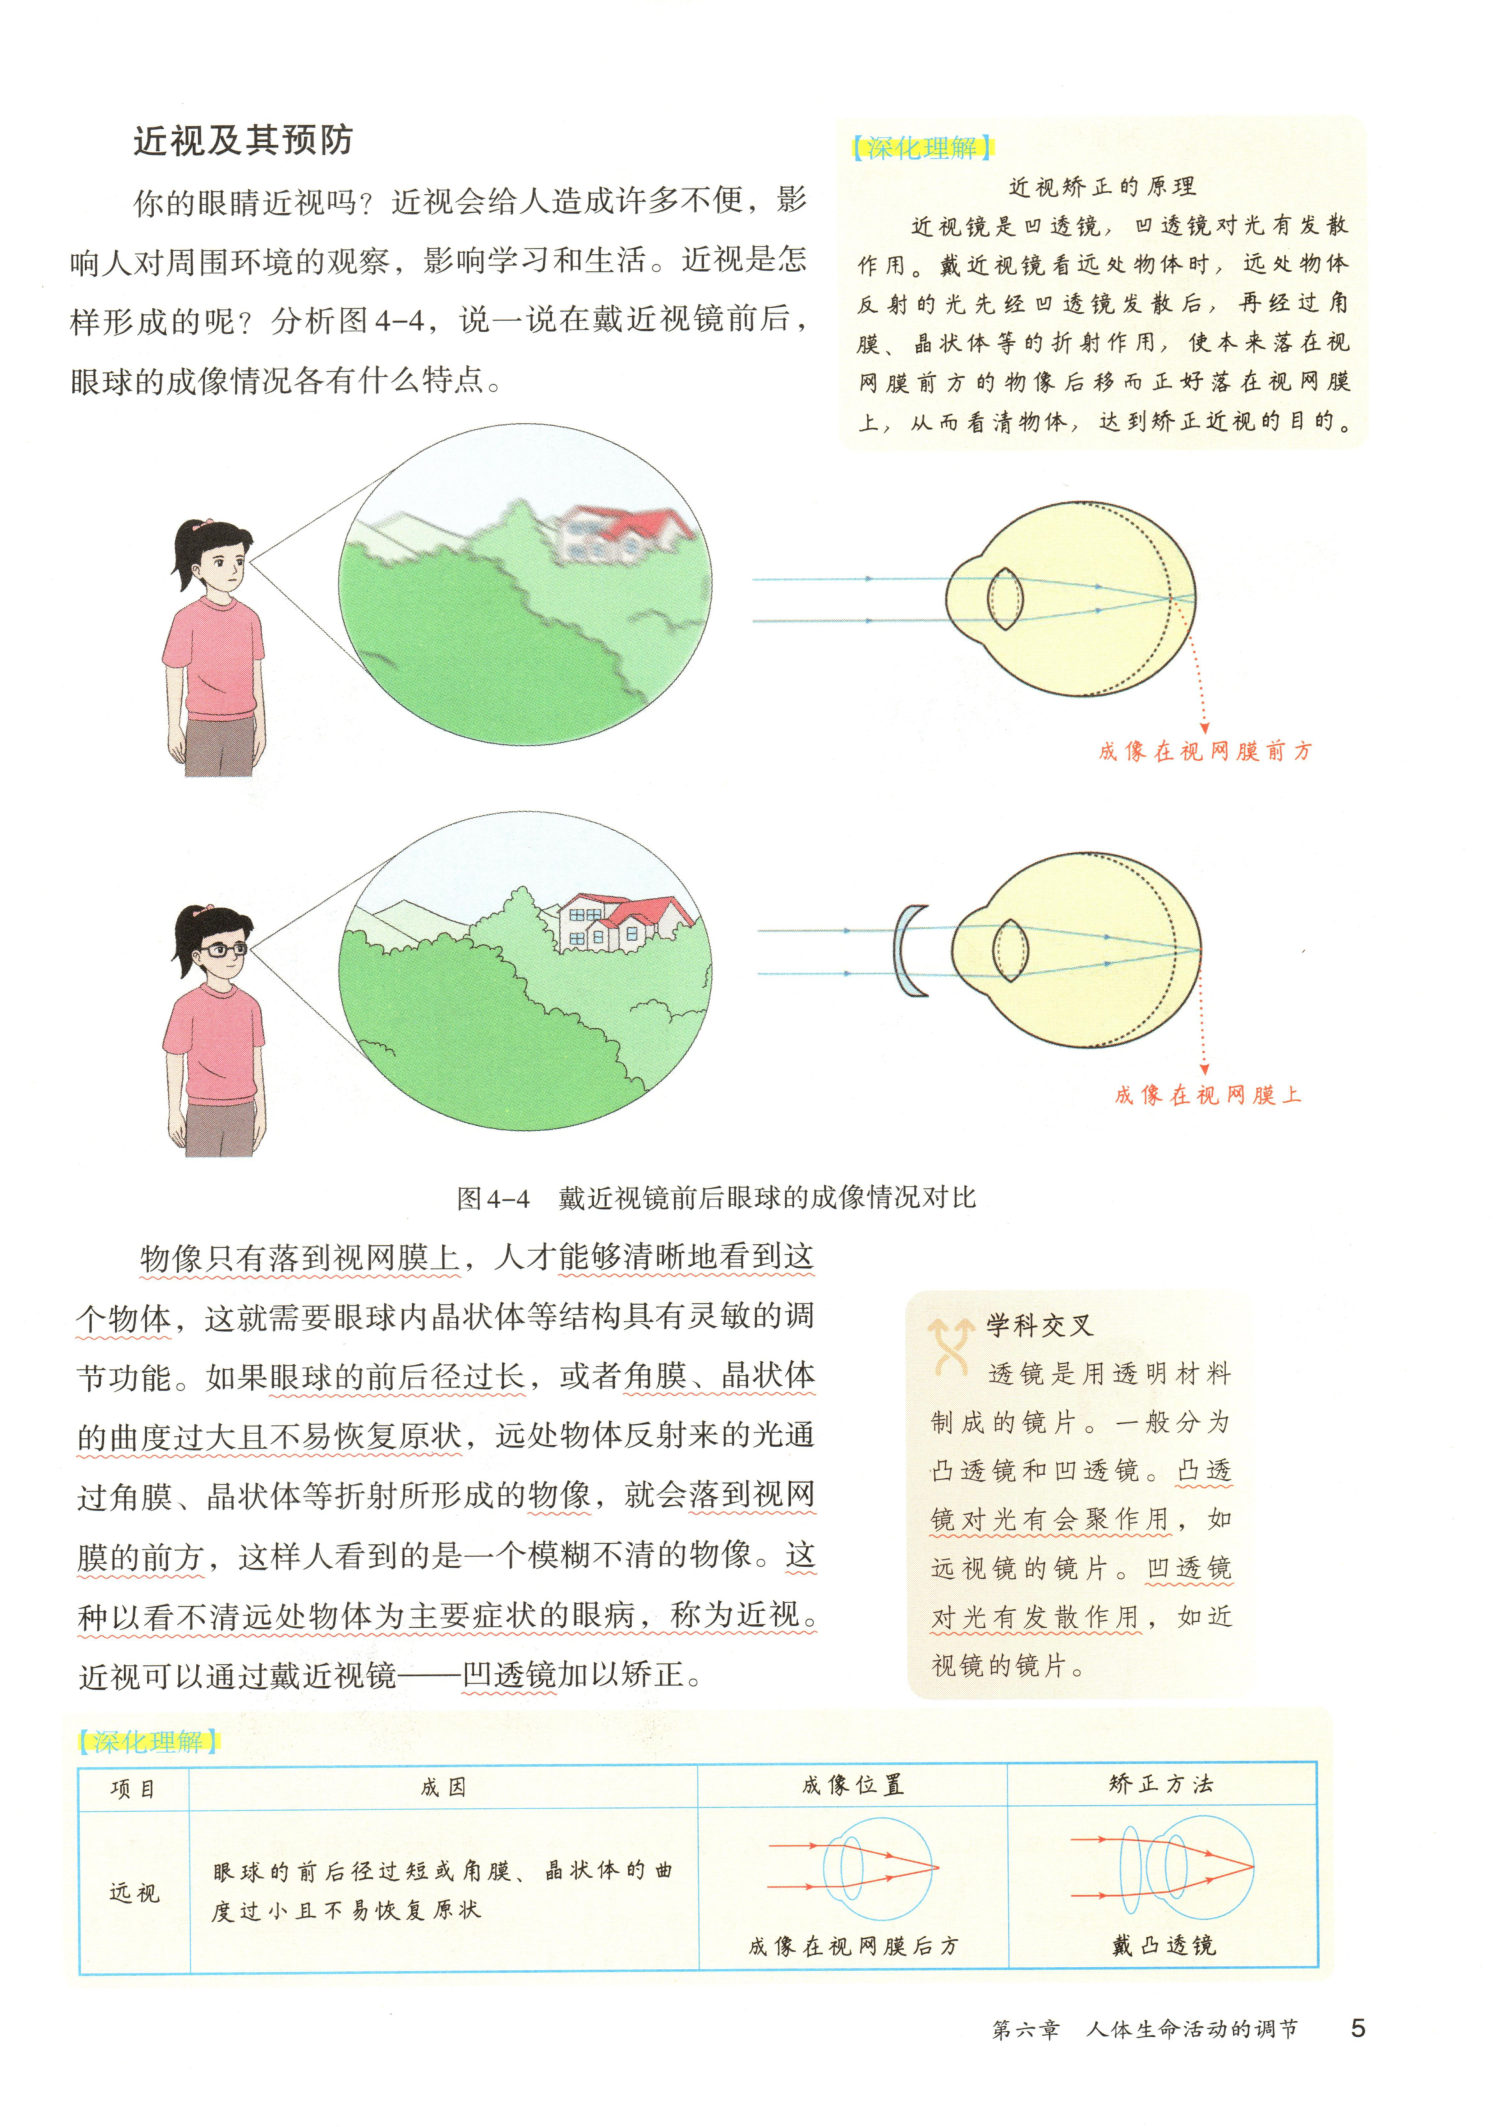 近视及其预防
你的眼睛近视吗？近视会给人造成许多不便，影
响人对周围环境的观察，影响学习和生活。近视是怎
样形成的呢？分析图4-4，说一说在戴近视镜前后，
眼球的成像情况各有什么特点。
【深化理解】
近视矫正的原理
近视镜是凹透镜，凹透镜对光有发散
作用。戴近视镜看远处物体时，远处物体
反射的光先经凹透镜发散后，再经过角
膜、晶状体等的折射作用，使本来落在视
网膜前方的物像后移而正好落在视网膜
上，从而看清物体，达到矫正近视的目的。
成像在视网膜前方
成像在视网膜上
图4-4 戴近视镜前后眼球的成像情况对比
物像只有落到视网膜上，人才能够清晰地看到这
个物体，这就需要眼球内晶状体等结构具有灵敏的调
节功能。如果眼球的前后径过长，或者角膜、晶状体
的曲度过大且不易恢复原状，远处物体反射来的光通
过角膜、晶状体等折射所形成的物像，就会落到视网
膜的前方，这样人看到的是一个模糊不清的物像。这
种以看不清远处物体为主要症状的眼病，称为近视。
近视可以通过戴近视镜——凹透镜加以矫正。
学科交叉
透镜是用透明材料
制成的镜片。一般分为
凸透镜和凹透镜。凸透
镜对光有会聚作用，如
远视镜的镜片。凹透镜
对光有发散作用，如近
视镜的镜片。
【深化理解】
项目 成因 成像位置 矫正方法
远视
眼球的前后径过短或角膜、晶状体的曲
度过小且不易恢复原状
成像在视网膜后方
戴凸透镜
第六章 人体生命活动的调节 5